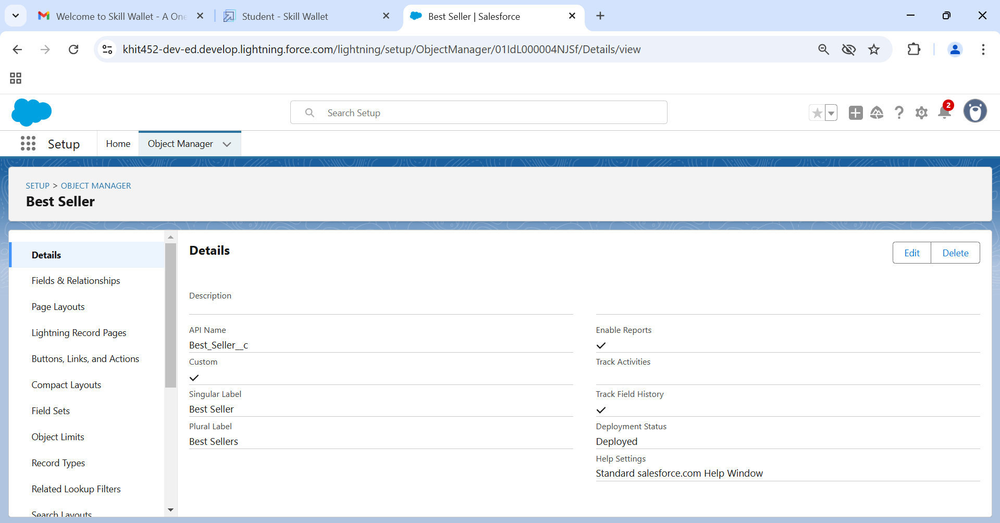 Welcome to Skill Wallet - A One
Student - Skill Wallet
Best Seller | Salesforce
khit452-dev-ed.develop.lightning.force.com/lightning/setup/ObjectManager/01IdL000004NJSf/Details/view
Search Setup
2
Setup
Home
Object Manager
SETUP > OBJECT MANAGER
Best Seller
Details
Fields & Relationships
Page Layouts
Lightning Record Pages
Buttons, Links, and Actions
Compact Layouts
Field Sets
Object Limits
Record Types
Related Lookup Filters
Search Layouts
Details
Edit
Delete
Description
API Name
Best_Seller__c
Custom
Singular Label
Best Seller
Plural Label
Best Sellers
Enable Reports
Track Activities
Track Field History
Deployment Status
Deployed
Help Settings
Standard salesforce.com Help Window